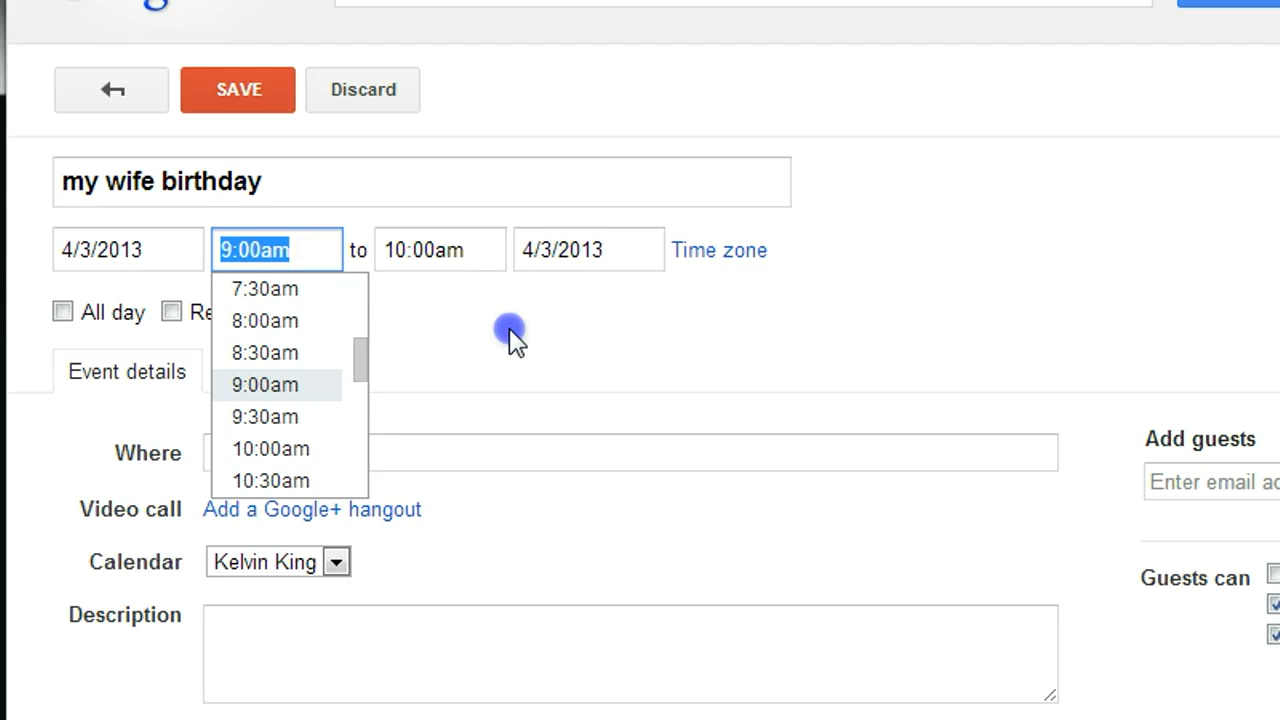 SAVE Discard
my wife birthday
4/3/2013 9:00am to 10:00am 4/3/2013 Time zone
All day
7:30am
8:00am
8:30am
9:00am
9:30am
10:00am
10:30am
Event details
Where
Video call Add a Google+ hangout
Calendar Kelvin King
Description
Add guests
Enter email
Guests can